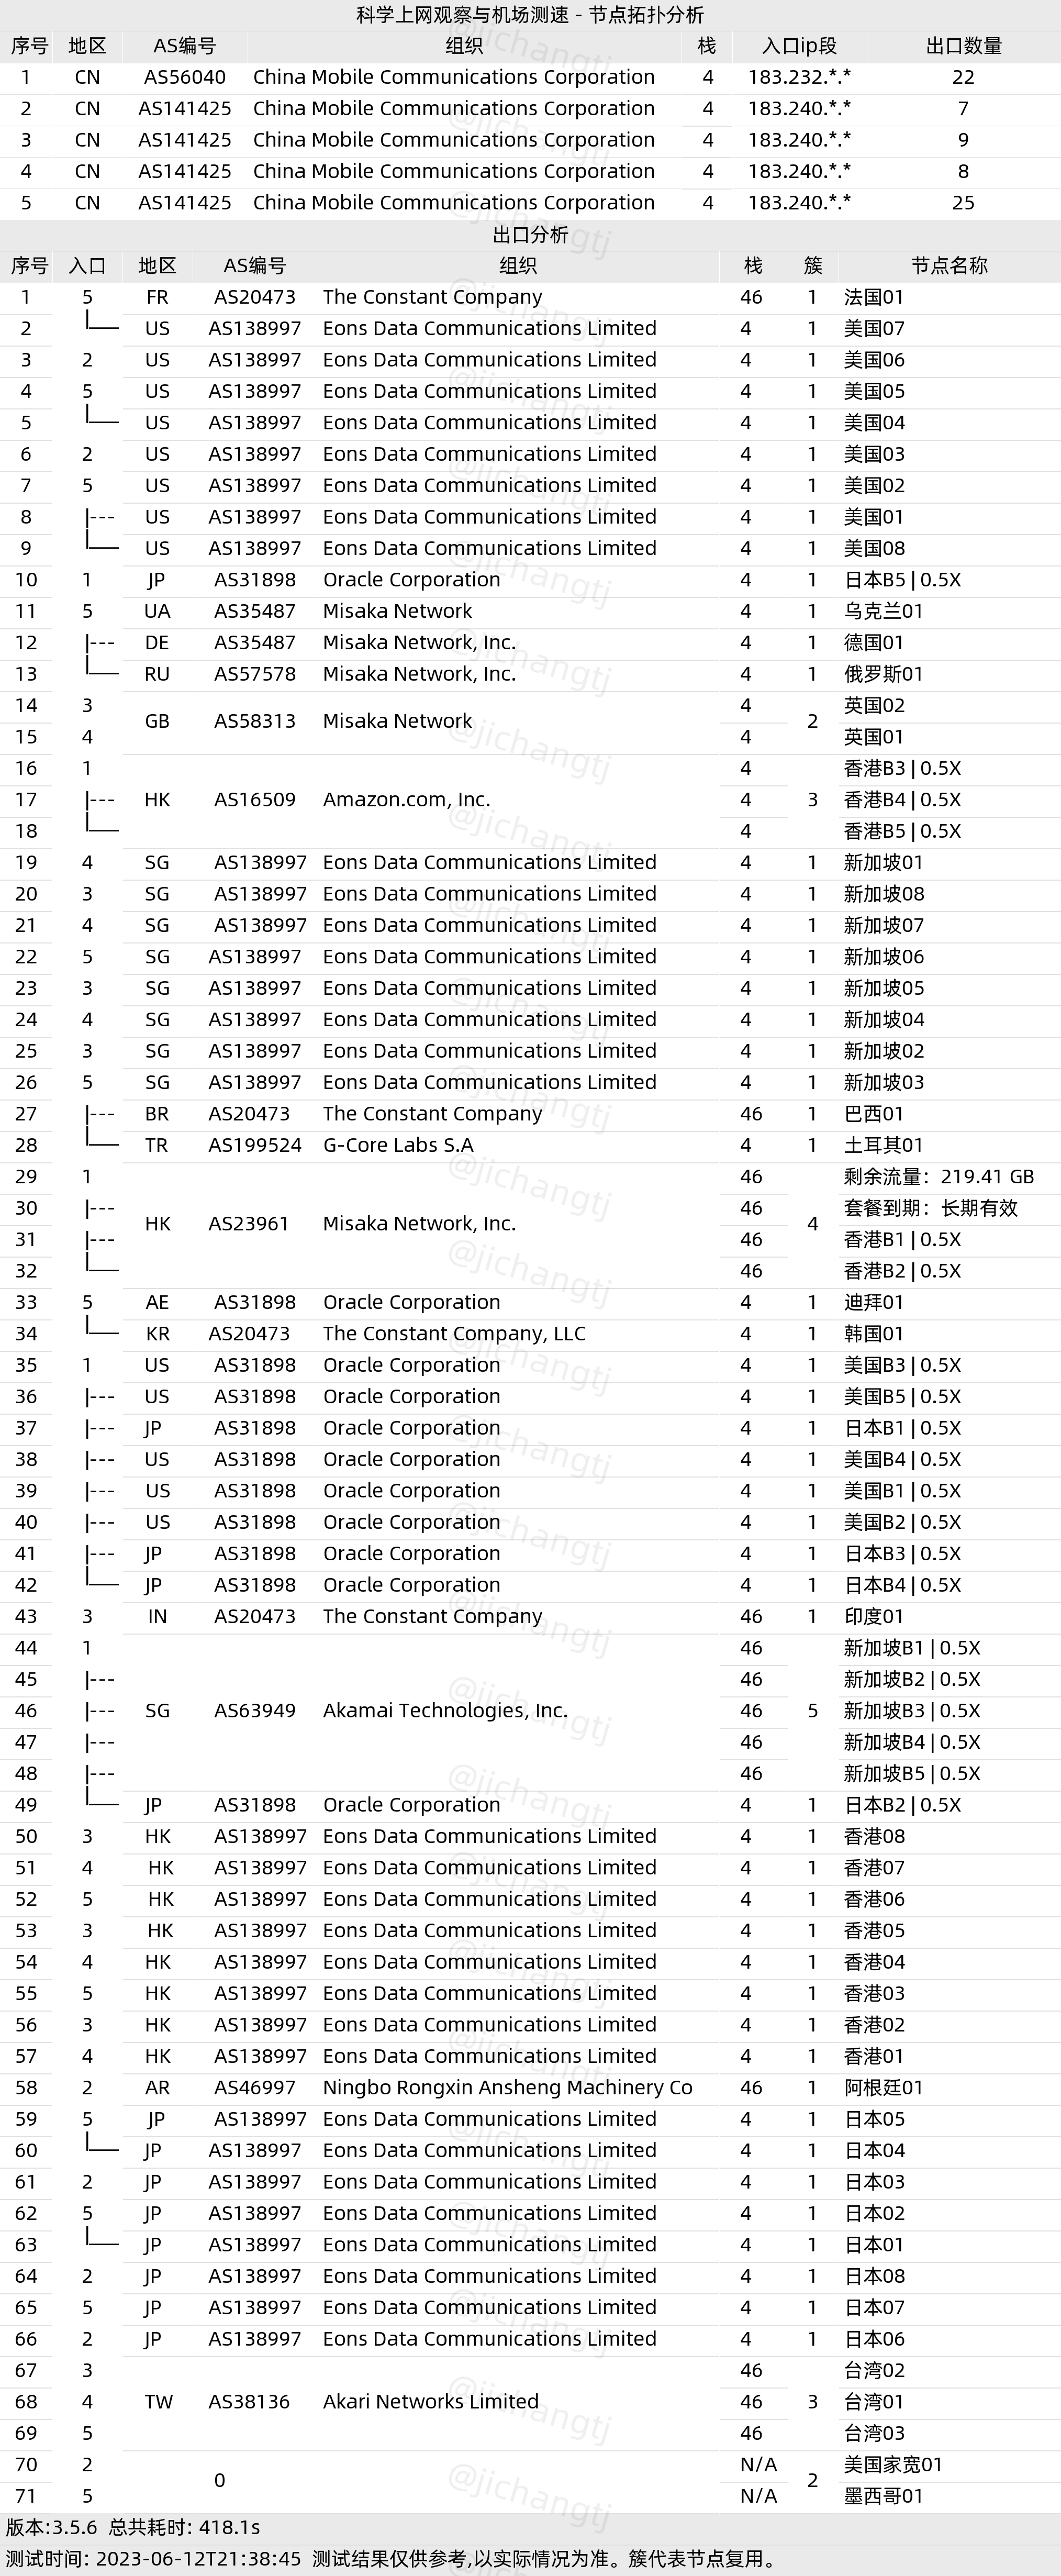 科学上网观察与机场测速 - 节点拓扑分析
序号 地区 AS编号 组织 栈 入口ip段 出口数量
1 CN AS56040 China Mobile Communications Corporation 4 183.232.*.* 22
2 CN AS141425 China Mobile Communications Corporation 4 183.240.*.* 7
3 CN AS141425 China Mobile Communications Corporation 4 183.240.*.* 9
4 CN AS141425 China Mobile Communications Corporation 4 183.240.*.* 8
5 CN AS141425 China Mobile Communications Corporation 4 183.240.*.* 25
出口分析
序号 入口 地区 AS编号 组织 栈 簇 节点名称
1 5 FR AS20473 The Constant Company 46 1 法国01
2 US AS138997 Eons Data Communications Limited 4 1 美国07
3 2 US AS138997 Eons Data Communications Limited 4 1 美国06
4 5 US AS138997 Eons Data Communications Limited 4 1 美国05
5 US AS138997 Eons Data Communications Limited 4 1 美国04
6 2 US AS138997 Eons Data Communications Limited 4 1 美国03
7 5 US AS138997 Eons Data Communications Limited 4 1 美国02
8 |--- US AS138997 Eons Data Communications Limited 4 1 美国01
9 US AS138997 Eons Data Communications Limited 4 1 美国08
10 1 JP AS31898 Oracle Corporation 4 1 日本B5 | 0.5X
11 5 UA AS35487 Misaka Network 4 1 乌克兰01
12 |--- DE AS35487 Misaka Network, Inc. 4 1 德国01
13 RU AS57578 Misaka Network, Inc. 4 1 俄罗斯01
14 3 GB AS58313 Misaka Network 4 2 英国02
15 4 4 英国01
16 1 4 香港B3 | 0.5X
17 |--- HK AS16509 Amazon.com, Inc. 4 3 香港B4 | 0.5X
18 4 香港B5 | 0.5X
19 4 SG AS138997 Eons Data Communications Limited 4 1 新加坡01
20 3 SG AS138997 Eons Data Communications Limited 4 1 新加坡08
21 4 SG AS138997 Eons Data Communications Limited 4 1 新加坡07
22 5 SG AS138997 Eons Data Communications Limited 4 1 新加坡06
23 3 SG AS138997 Eons Data Communications Limited 4 1 新加坡05
24 4 SG AS138997 Eons Data Communications Limited 4 1 新加坡04
25 3 SG AS138997 Eons Data Communications Limited 4 1 新加坡02
26 5 SG AS138997 Eons Data Communications Limited 4 1 新加坡03
27 |--- BR AS20473 The Constant Company 46 1 巴西01
28 TR AS199524 G-Core Labs S.A 4 1 土耳其01
29 1 46 剩余流量：219.41 GB
30 |--- HK AS23961 Misaka Network, Inc. 46 4 套餐到期：长期有效
31 |--- 46 香港B1 | 0.5X
32 46 香港B2 | 0.5X
33 5 AE AS31898 Oracle Corporation 4 1 迪拜01
34 KR AS20473 The Constant Company, LLC 4 1 韩国01
35 1 US AS31898 Oracle Corporation 4 1 美国B3 | 0.5X
36 |--- US AS31898 Oracle Corporation 4 1 美国B5 | 0.5X
37 |--- JP AS31898 Oracle Corporation 4 1 日本B1 | 0.5X
38 |--- US AS31898 Oracle Corporation 4 1 美国B4 | 0.5X
39 |--- US AS31898 Oracle Corporation 4 1 美国B1 | 0.5X
40 |--- US AS31898 Oracle Corporation 4 1 美国B2 | 0.5X
41 |--- JP AS31898 Oracle Corporation 4 1 日本B3 | 0.5X
42 JP AS31898 Oracle Corporation 4 1 日本B4 | 0.5X
43 3 IN AS20473 The Constant Company 46 1 印度01
44 1 46 新加坡B1 | 0.5X
45 |--- 46 新加坡B2 | 0.5X
46 |--- SG AS63949 Akamai Technologies, Inc. 46 5 新加坡B3 | 0.5X
47 |--- 46 新加坡B4 | 0.5X
48 |--- 46 新加坡B5 | 0.5X
49 JP AS31898 Oracle Corporation 4 1 日本B2 | 0.5X
50 3 HK AS138997 Eons Data Communications Limited 4 1 香港08
51 4 HK AS138997 Eons Data Communications Limited 4 1 香港07
52 5 HK AS138997 Eons Data Communications Limited 4 1 香港06
53 3 HK AS138997 Eons Data Communications Limited 4 1 香港05
54 4 HK AS138997 Eons Data Communications Limited 4 1 香港04
55 5 HK AS138997 Eons Data Communications Limited 4 1 香港03
56 3 HK AS138997 Eons Data Communications Limited 4 1 香港02
57 4 HK AS138997 Eons Data Communications Limited 4 1 香港01
58 2 AR AS46997 Ningbo Rongxin Ansheng Machinery Co 46 1 阿根廷01
59 5 JP AS138997 Eons Data Communications Limited 4 1 日本05
60 JP AS138997 Eons Data Communications Limited 4 1 日本04
61 2 JP AS138997 Eons Data Communications Limited 4 1 日本03
62 5 JP AS138997 Eons Data Communications Limited 4 1 日本02
63 JP AS138997 Eons Data Communications Limited 4 1 日本01
64 2 JP AS138997 Eons Data Communications Limited 4 1 日本08
65 5 JP AS138997 Eons Data Communications Limited 4 1 日本07
66 2 JP AS138997 Eons Data Communications Limited 4 1 日本06
67 3 46 台湾02
68 4 TW AS38136 Akari Networks Limited 46 3 台湾01
69 5 46 台湾03
70 2 0 N/A 2 美国家宽01
71 5 N/A 墨西哥01
版本:3.5.6 总共耗时: 418.1s
测试时间: 2023-06-12T21:38:45 测试结果仅供参考,以实际情况为准。簇代表节点复用。
@jichangtj